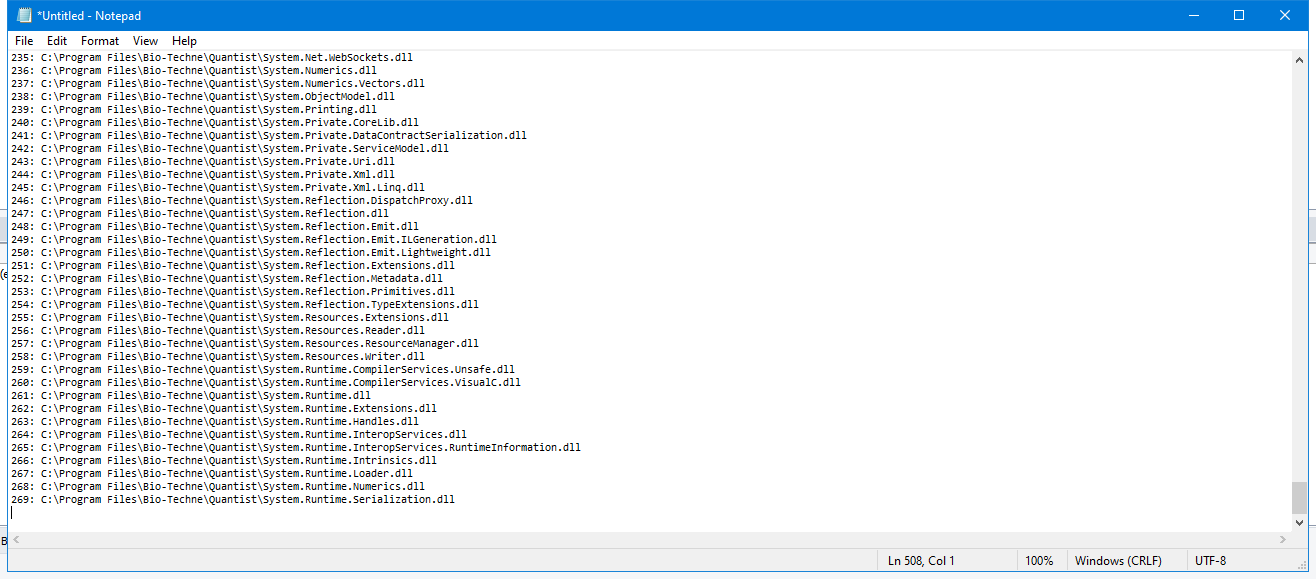 *Untitled - Notepad
File Edit Format View Help
235: C:\Program Files\Bio-Techne\Quantist\System.Net.WebSockets.dll
236: C:\Program Files\Bio-Techne\Quantist\System.Numerics.dll
237: C:\Program Files\Bio-Techne\Quantist\System.Numerics.Vectors.dll
238: C:\Program Files\Bio-Techne\Quantist\System.ObjectModel.dll
239: C:\Program Files\Bio-Techne\Quantist\System.Printing.dll
240: C:\Program Files\Bio-Techne\Quantist\System.Private.CoreLib.dll
241: C:\Program Files\Bio-Techne\Quantist\System.Private.DataContractSerialization.dll
242: C:\Program Files\Bio-Techne\Quantist\System.Private.ServiceModel.dll
243: C:\Program Files\Bio-Techne\Quantist\System.Private.Uri.dll
244: C:\Program Files\Bio-Techne\Quantist\System.Private.Xml.dll
245: C:\Program Files\Bio-Techne\Quantist\System.Private.Xml.Linq.dll
246: C:\Program Files\Bio-Techne\Quantist\System.Reflection.DispatchProxy.dll
247: C:\Program Files\Bio-Techne\Quantist\System.Reflection.dll
248: C:\Program Files\Bio-Techne\Quantist\System.Reflection.Emit.dll
249: C:\Program Files\Bio-Techne\Quantist\System.Reflection.Emit.ILGeneration.dll
250: C:\Program Files\Bio-Techne\Quantist\System.Reflection.Emit.Lightweight.dll
251: C:\Program Files\Bio-Techne\Quantist\System.Reflection.Extensions.dll
252: C:\Program Files\Bio-Techne\Quantist\System.Reflection.Metadata.dll
253: C:\Program Files\Bio-Techne\Quantist\System.Reflection.Primitives.dll
254: C:\Program Files\Bio-Techne\Quantist\System.Reflection.TypeExtensions.dll
255: C:\Program Files\Bio-Techne\Quantist\System.Resources.Extensions.dll
256: C:\Program Files\Bio-Techne\Quantist\System.Resources.Reader.dll
257: C:\Program Files\Bio-Techne\Quantist\System.Resources.ResourceManager.dll
258: C:\Program Files\Bio-Techne\Quantist\System.Resources.Writer.dll
259: C:\Program Files\Bio-Techne\Quantist\System.Runtime.CompilerServices.Unsafe.dll
260: C:\Program Files\Bio-Techne\Quantist\System.Runtime.CompilerServices.VisualC.dll
261: C:\Program Files\Bio-Techne\Quantist\System.Runtime.dll
262: C:\Program Files\Bio-Techne\Quantist\System.Runtime.Extensions.dll
263: C:\Program Files\Bio-Techne\Quantist\System.Runtime.Handles.dll
264: C:\Program Files\Bio-Techne\Quantist\System.Runtime.InteropServices.dll
265: C:\Program Files\Bio-Techne\Quantist\System.Runtime.InteropServices.RuntimeInformation.dll
266: C:\Program Files\Bio-Techne\Quantist\System.Runtime.Intrinsics.dll
267: C:\Program Files\Bio-Techne\Quantist\System.Runtime.Loader.dll
268: C:\Program Files\Bio-Techne\Quantist\System.Runtime.Numerics.dll
269: C:\Program Files\Bio-Techne\Quantist\System.Runtime.Serialization.dll
Ln 508, Col 1 100% Windows (CRLF) UTF-8